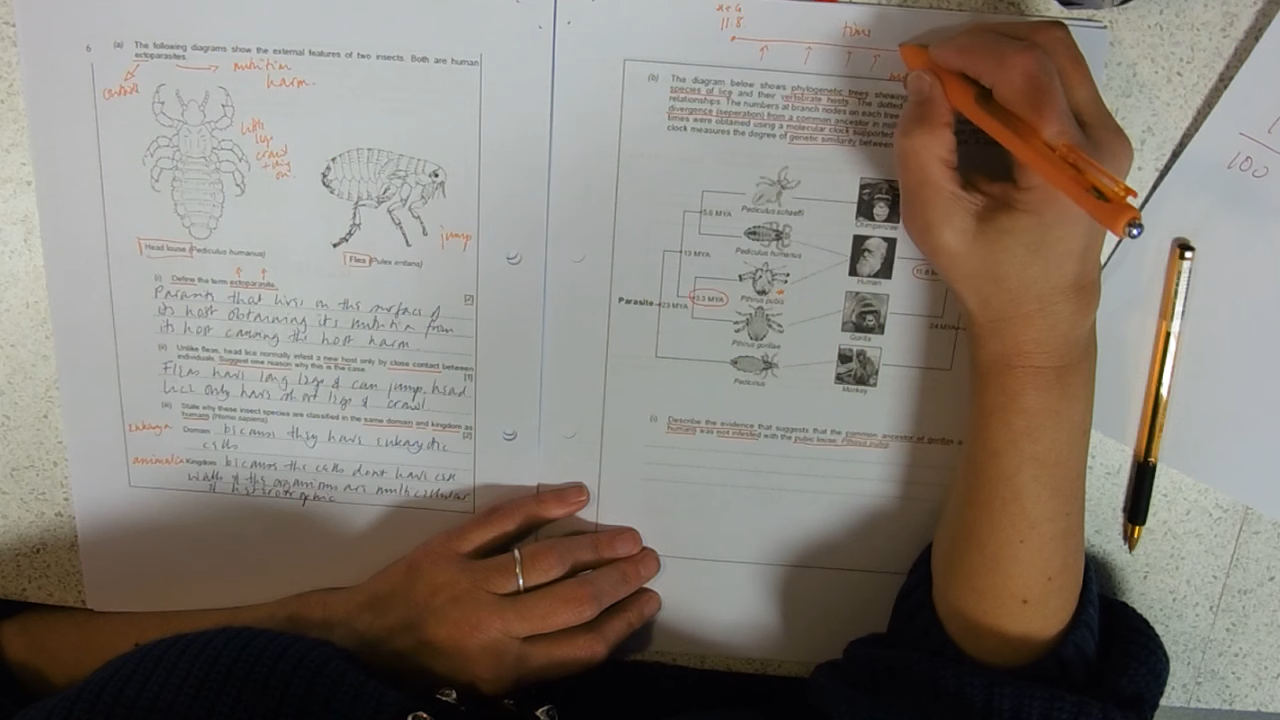 6
(a) The following diagrams show the external features of two insects. Both are human
ectoparasites.
nutrition
harm.
little
legs
crawl
jump
Head louse (Pediculus humanus)
Flea (Pulex irritans)
(i) Define the term ectoparasite.
[2]
Parasite that lives on the surface of
its host obtaining its nutrition from
its host causing the host harm
(ii) Unlike fleas, head lice normally infest a new host only by close contact between
individuals. Suggest one reason why this is the case.
[1]
Fleas have long legs & can jump. head
lice only have short legs & crawl
(iii) State why these insect species are classified in the same domain and kingdom as
humans (Homo sapiens)
[2]
eukarya
Domain because they have eukaryotic
cells
animalia
Kingdom because the cells dont have cell
walls & the organisms are multicellular
& heterotrophic
11.8
time
(b) The diagram below shows phylogenetic trees showing
species of lice and their vertebrate hosts. The dotted
relationships. The numbers at branch nodes on each tree
divergence (seperation) from a common ancestor in mill
times were obtained using a molecular clock supported
clock measures the degree of genetic similarity between
5.6 MYA
Pediculus schaeffi
Chimpanzee
Pediculus humanus
13 MYA
Human
Parasite
23 MYA
3.3 MYA
Pthirus pubis
Gorilla
24 MYA
Pthirus gorillae
Pedicinus
Monkey
(i) Describe the evidence that suggests that the common ancestor of gorillas a
humans was not infested with the pubic louse, Pthirus pubis.
100